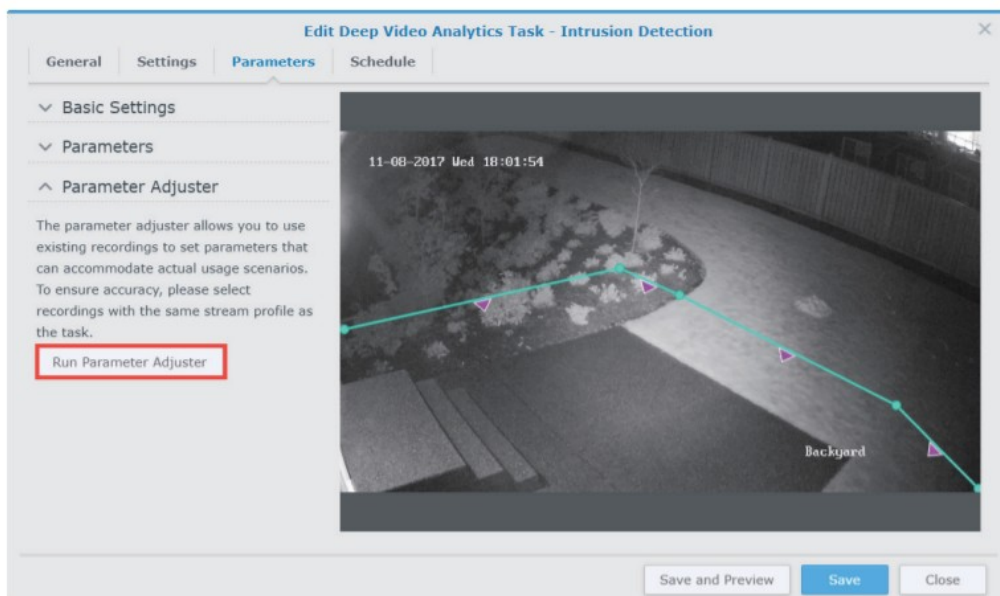 Edit Deep Video Analytics Task - Intrusion Detection
General Settings Parameters Schedule
Basic Settings
Parameters
Parameter Adjuster
The parameter adjuster allows you to use
existing recordings to set parameters that
can accommodate actual usage scenarios.
To ensure accuracy, please select
recordings with the same stream profile as
the task.
Run Parameter Adjuster
11-08-2017 Wed 18:01:54
Backyard
Save and Preview Save Close